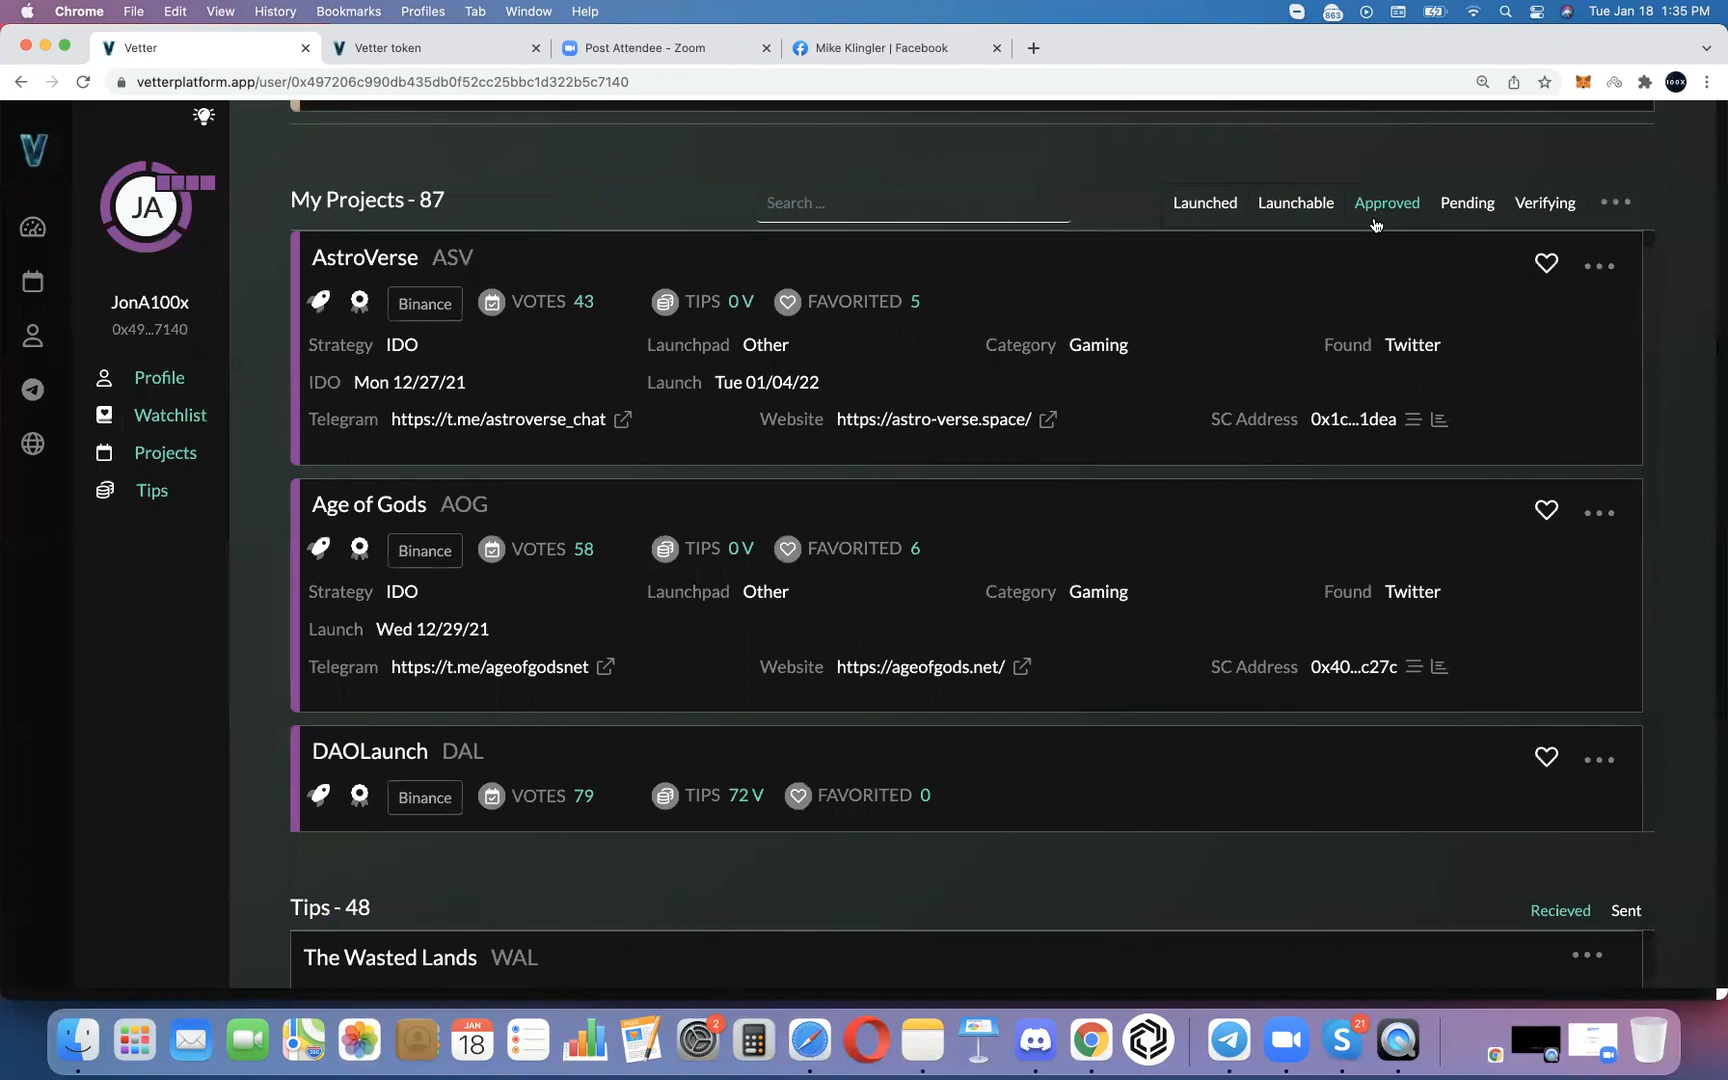 Chrome File Edit View History Bookmarks Profiles Tab Window Help 863 Tue Jan 18 1:35 PM
Vetter Vetter token Post Attendee - Zoom Mike Klingler | Facebook
vetterplatform.app/user/0x497206c990db435db0f52cc25bbc1d322b5c7140 100X
V
JA
JonA100x
0x49...7140
Profile
Watchlist
Projects
Tips
My Projects - 87 Search ... Launched Launchable Approved Pending Verifying
AstroVerse ASV
Binance VOTES 43 TIPS 0 V FAVORITED 5
Strategy IDO Launchpad Other Category Gaming Found Twitter
IDO Mon 12/27/21 Launch Tue 01/04/22
Telegram https://t.me/astroverse_chat Website https://astro-verse.space/ SC Address 0x1c...1dea
Age of Gods AOG
Binance VOTES 58 TIPS 0 V FAVORITED 6
Strategy IDO Launchpad Other Category Gaming Found Twitter
Launch Wed 12/29/21
Telegram https://t.me/ageofgodsnet Website https://ageofgods.net/ SC Address 0x40...c27c
DAOLaunch DAL
Binance VOTES 79 TIPS 72 V FAVORITED 0
Tips - 48 Recieved Sent
The Wasted Lands WAL
JAN
18
2
21